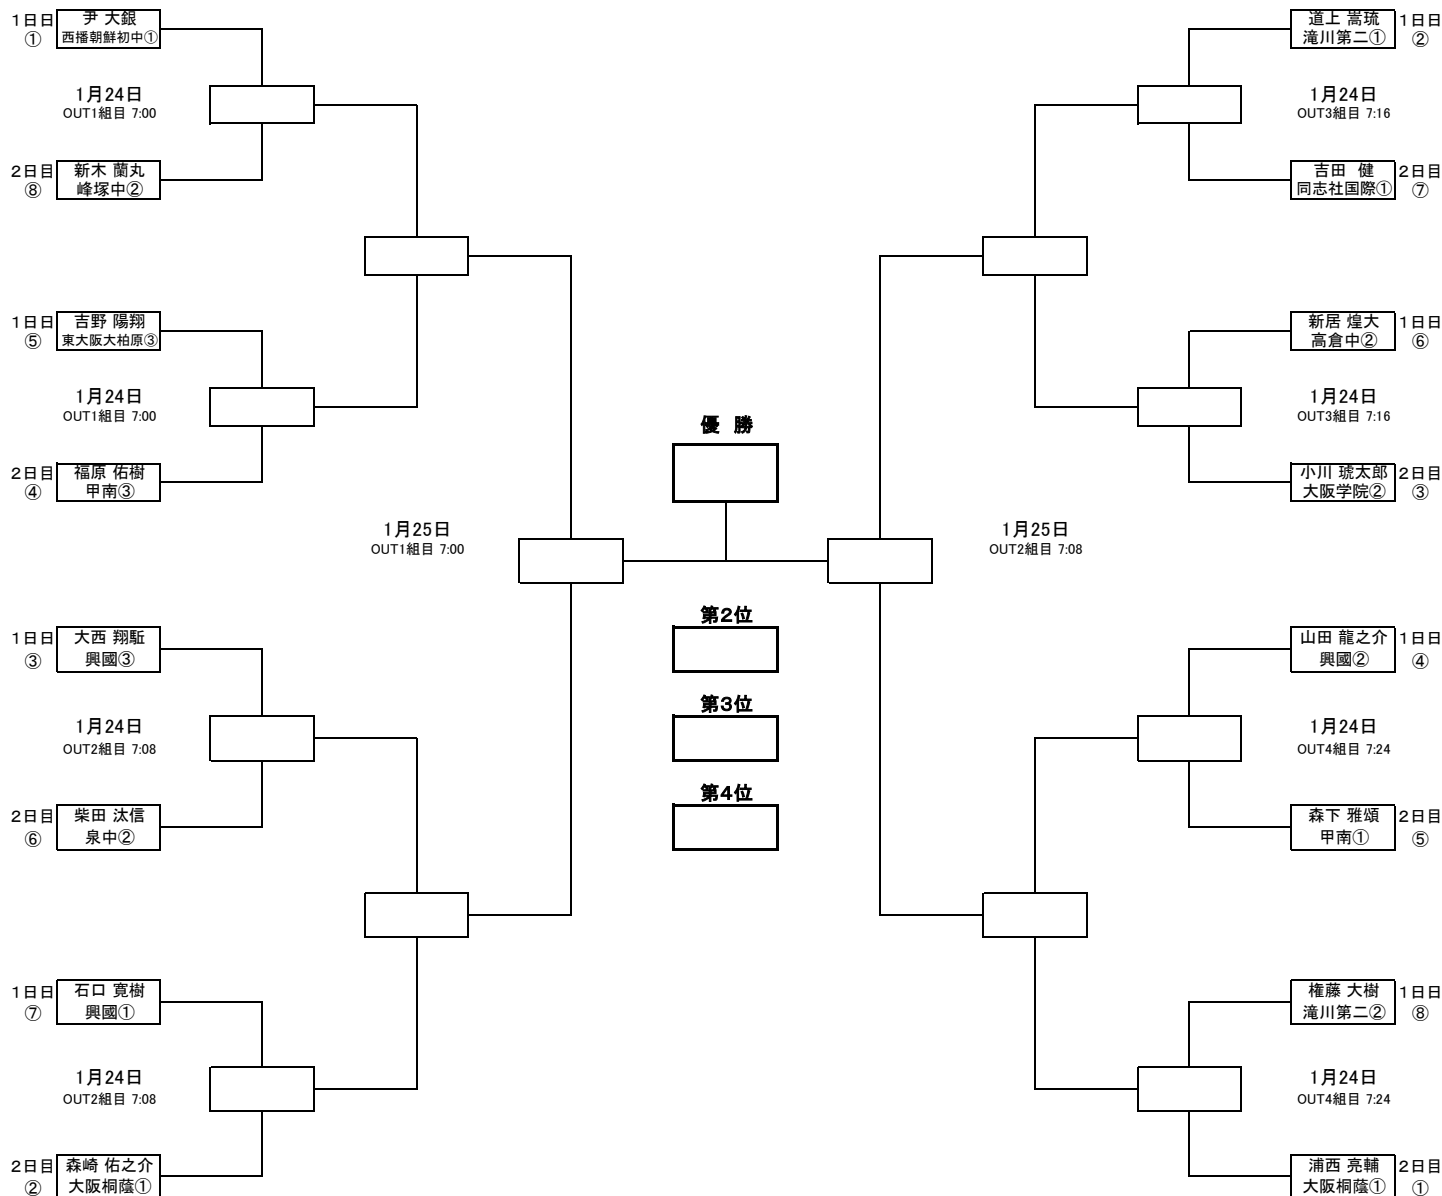 1日目
①
尹 大銀
西播朝鮮初中①
1月24日
OUT1組目 7:00
2日目
⑧
新木 蘭丸
峰塚中②
1日目
⑤
吉野 陽翔
東大阪大柏原③
1月24日
OUT1組目 7:00
2日目
④
福原 佑樹
甲南③
1月25日
OUT1組目 7:00
1日目
③
大西 翔駈
興國③
1月24日
OUT2組目 7:08
2日目
⑥
柴田 汰信
泉中②
1日目
⑦
石口 寛樹
興國①
1月24日
OUT2組目 7:08
2日目
②
森崎 佑之介
大阪桐蔭①
優 勝
第2位
第3位
第4位
道上 嵩琉
滝川第二①
1日目
②
1月24日
OUT3組目 7:16
吉田 健
同志社国際①
2日目
⑦
新居 煌大
高倉中②
1日目
⑥
1月24日
OUT3組目 7:16
小川 琥太郎
大阪学院②
2日目
③
1月25日
OUT2組目 7:08
山田 龍之介
興國②
1日目
④
1月24日
OUT4組目 7:24
森下 雅頌
甲南①
2日目
⑤
権藤 大樹
滝川第二②
1日目
⑧
1月24日
OUT4組目 7:24
浦西 亮輔
大阪桐蔭①
2日目
①